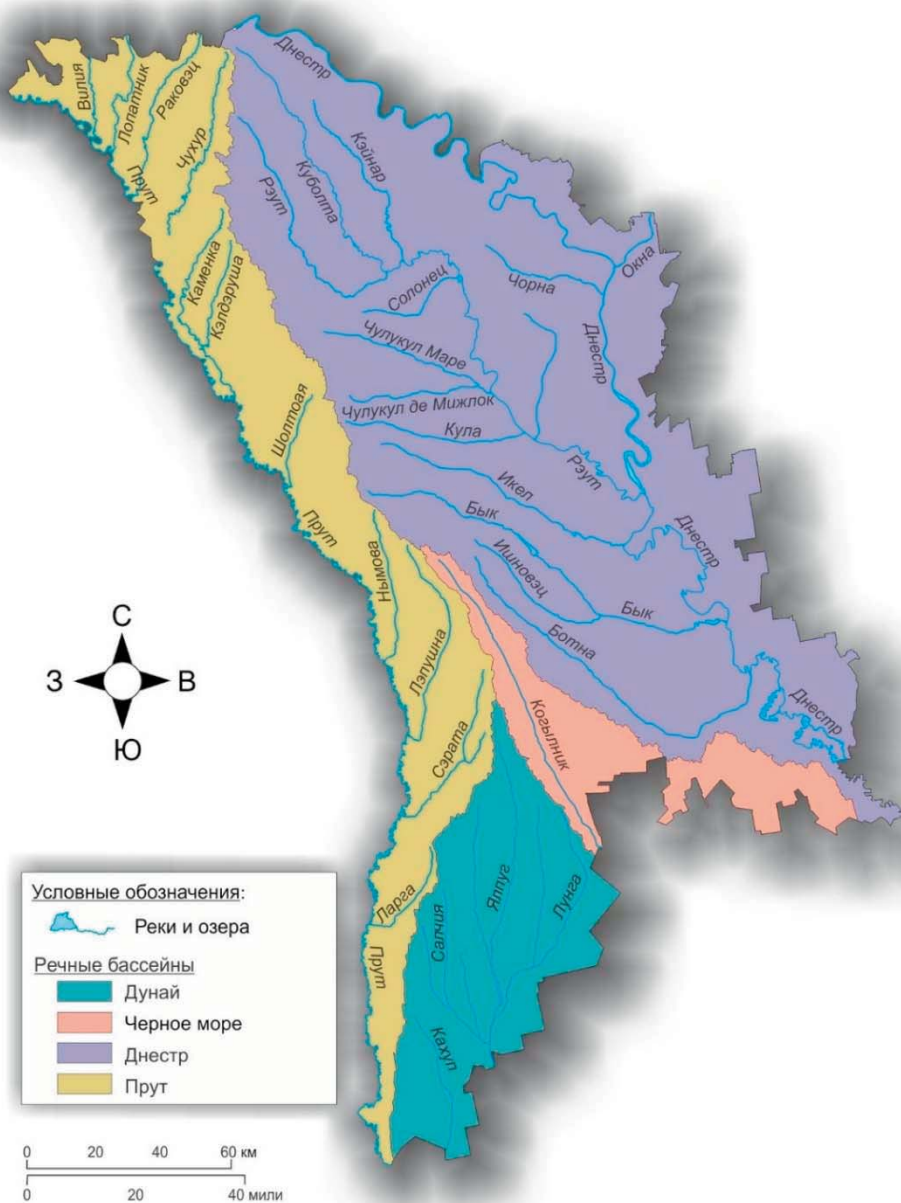 Днестр
Вилия
Лопатник
Раковэц
Чухур
Прут
Кэйнар
Куболта
Рэут
Окна
Чорна
Каменка
Кэлдэруша
Солонец
Чулукул Маре
Днестр
Чулукул де Мижлок
Шолтоая
Кула
Рэут
Икел
Прут
Бык
Днестр
Нымова
Ишновэц
Бык
Ботна
Лэпушна
Днестр
Когылник
Сэрата
С
З
В
Ю
Ларга
Ялпуг
Лунга
Салчия
Прут
Кахул
Условные обозначения:
Реки и озера
Речные бассейны
Дунай
Черное море
Днестр
Прут
0 20 40 60 км
0 20 40 мили